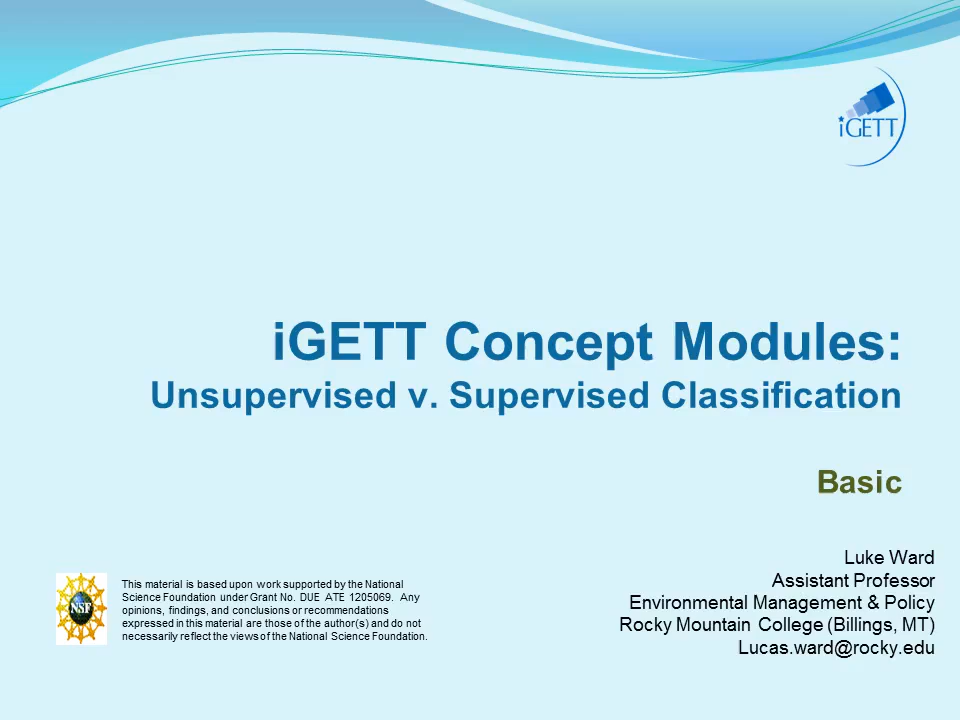 iGETT
iGETT Concept Modules:
Unsupervised v. Supervised Classification
Basic
Luke Ward
Assistant Professor
Environmental Management & Policy
Rocky Mountain College (Billings, MT)
Lucas.ward@rocky.edu
NSF
This material is based upon work supported by the National
Science Foundation under Grant No. DUE ATE 1205069. Any
opinions, findings, and conclusions or recommendations
expressed in this material are those of the author(s) and do not
necessarily reflect the views of the National Science Foundation.